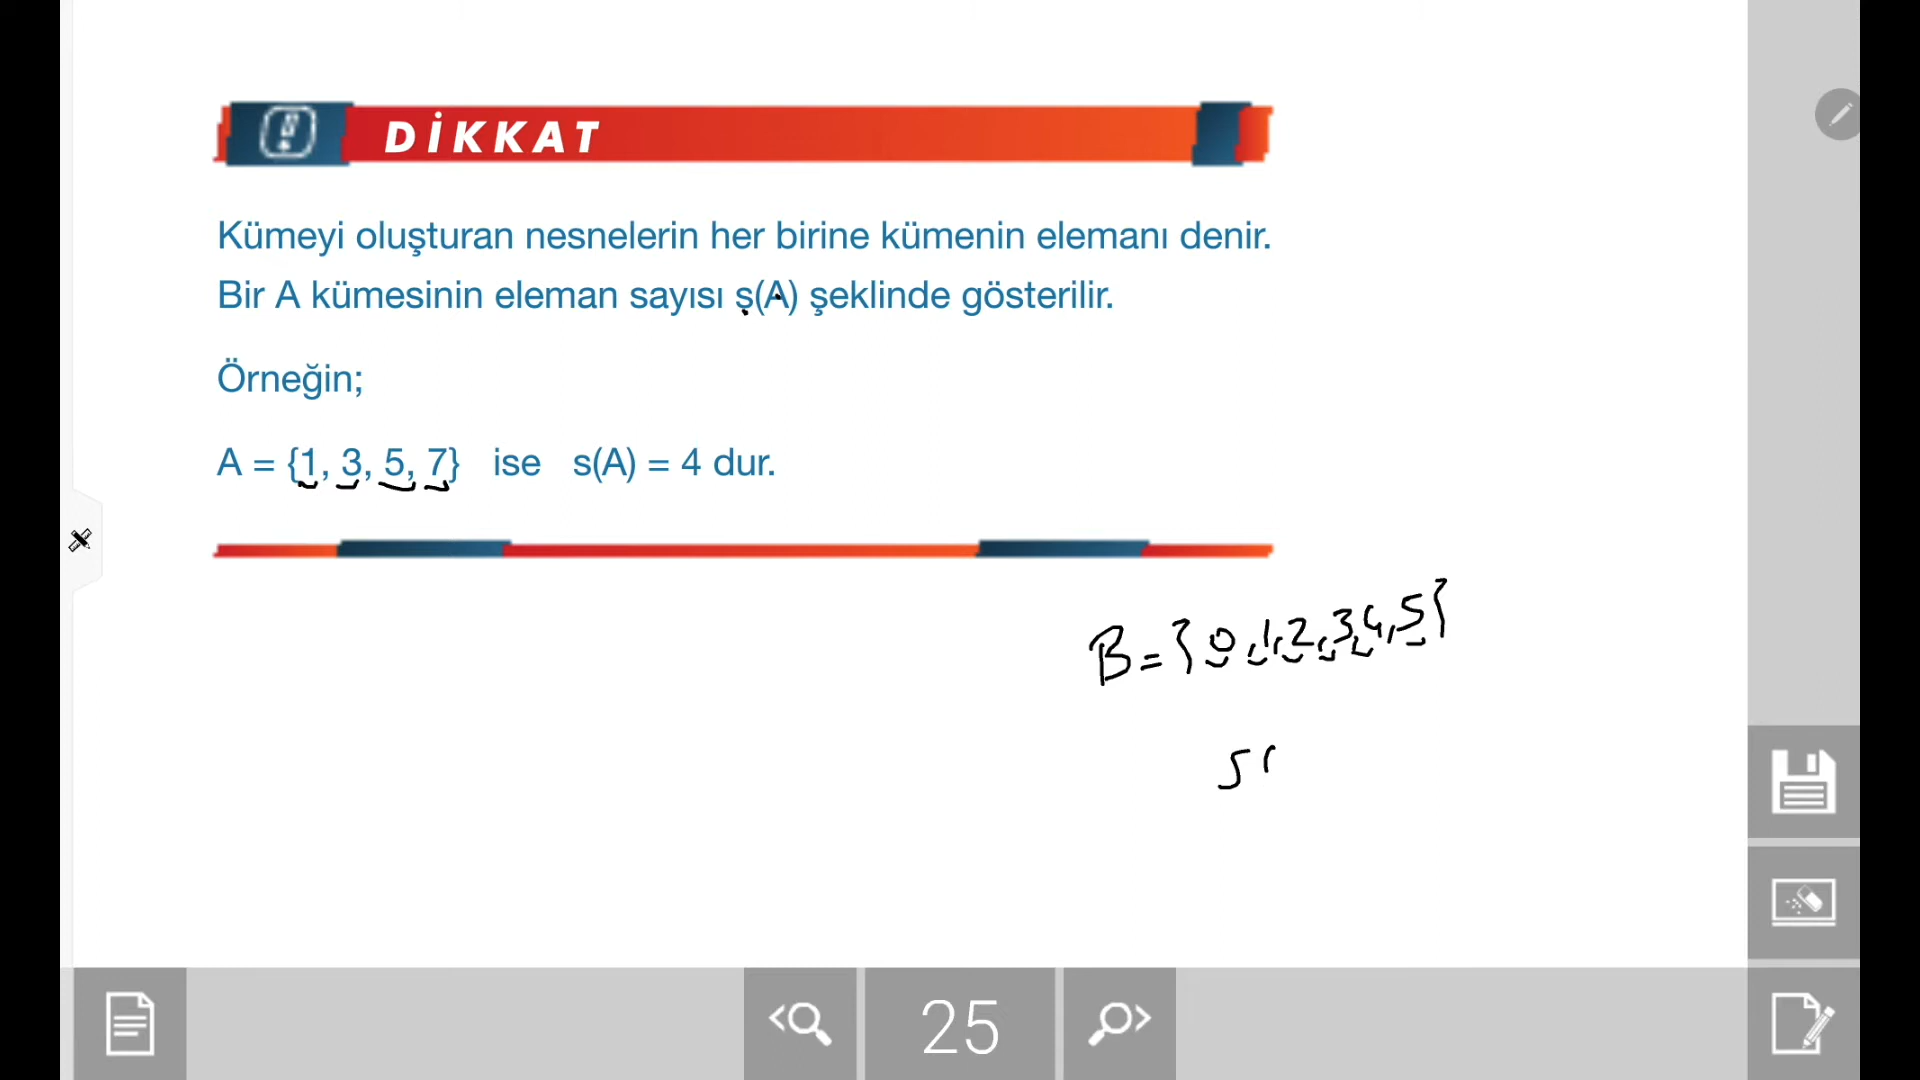 DİKKAT
Kümeyi oluşturan nesnelerin her birine kümenin elemanı denir.
Bir A kümesinin eleman sayısı s(A) şeklinde gösterilir.
Örneğin;
A = {1, 3, 5, 7} ise s(A) = 4 dur.
B = { 0, 1, 2, 3, 4, 5 }
s (
25